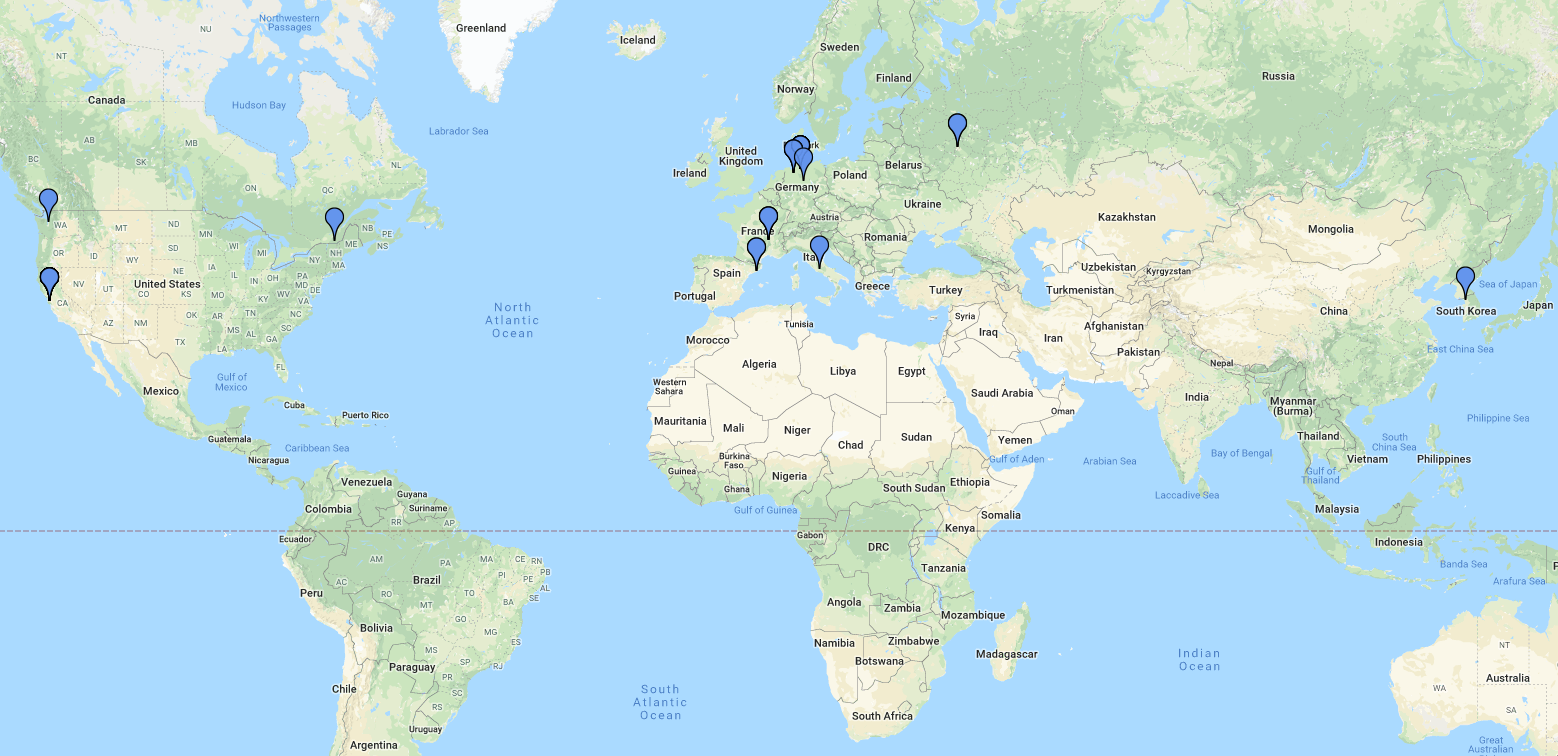 Northwestern
Passages
NU
Greenland
Iceland
Sweden
NT
Finland
Russia
Norway
Canada
Hudson Bay
Labrador Sea
AB
MB
BC
SK
NL
United
Kingdom
Ireland
rk
Belarus
Poland
Germany
ON
QC
Ukraine
Kazakhstan
Austria
WA
MT
ND
NB
PE
NS
MN
ME
France
Romania
Mongolia
OR
ID
SD
WI
MI
NH
MA
WY
Ita
Uzbekistan
Kyrgyzstan
Spain
Greece
Turkey
Turkmenistan
Sea of Japan
NV
UT
United States
NE
IA
IL
IN
OH
PA
CO
KS
MO
KY
WV
VA
MD
DE
NJ
CA
Portugal
China
South Korea
Japan
North
Atlantic
Ocean
AZ
NM
OK
AR
TN
NC
SC
MS
AL
GA
Tunisia
Syria
Iraq
Iran
Afghanistan
Pakistan
TX
LA
FL
Morocco
East China Sea
Nepal
Algeria
Libya
Egypt
Gulf of
Mexico
Mexico
Western
Sahara
Saudi Arabia
India
Myanmar
(Burma)
Cuba
Puerto Rico
Oman
Mauritania
Mali
Niger
Chad
Sudan
Yemen
Thailand
Philippine Sea
Guatemala
Caribbean Sea
Nicaragua
Burkina
Faso
Guinea
Gulf of Aden
Arabian Sea
Bay of Bengal
South
China Sea
Vietnam
Philippines
Gulf of
Thailand
Venezuela
Guyana
Suriname
Colombia
Nigeria
Ghana
South Sudan
Ethiopia
Laccadive Sea
Gulf of Guinea
Somalia
Malaysia
RR
AP
Kenya
Ecuador
Gabon
DRC
Indonesia
AM
PA
MA
CE
RN
PB
PI
PE
AL
SE
Tanzania
Banda Sea
Arafura Sea
P
AC
RO
Brazil
TO
BA
Peru
MT
Angola
Zambia
Mozambique
GO
Bolivia
MG
ES
Namibia
Zimbabwe
Madagascar
NT
MS
SP
RJ
Botswana
Indian
Ocean
Paraguay
PR
Australia
Chile
SC
South
Atlantic
Ocean
WA
SA
RS
South Africa
Uruguay
Argentina
Great
Australian